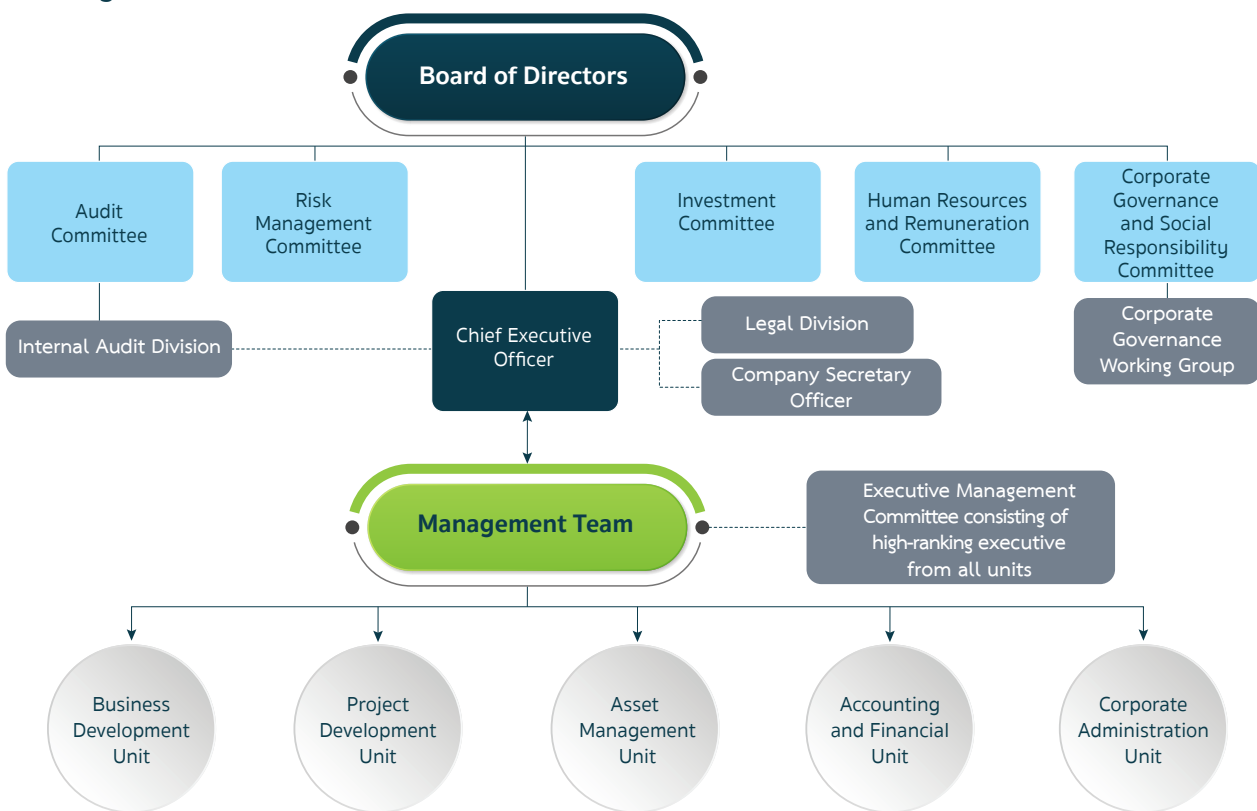 Board of Directors
Audit
Committee
Risk
Management
Committee
Investment
Committee
Human Resources
and Remuneration
Committee
Corporate
Governance
and Social
Responsibility
Committee
Internal Audit Division
Chief Executive
Officer
Legal Division
Company Secretary
Officer
Corporate
Governance
Working Group
Management Team
Executive Management
Committee consisting of
high-ranking executive
from all units
Business
Development
Unit
Project
Development
Unit
Asset
Management Unit
Accounting
and Financial
Unit
Corporate
Administration
Unit